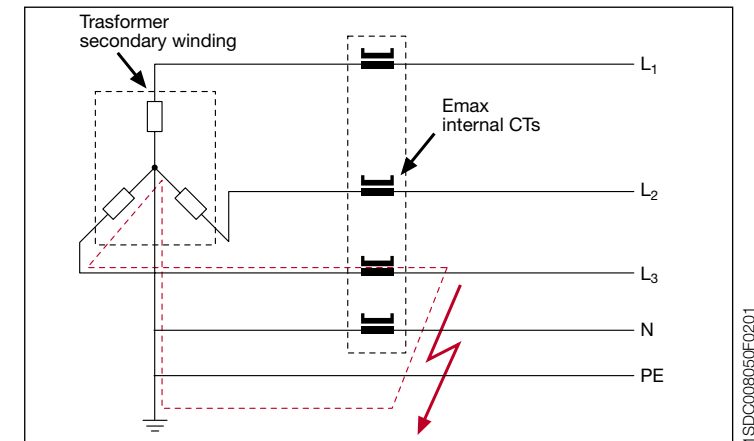 Trasformer
secondary winding
L1
Emax
internal CTs
L2
L3
N
PE
1SDC008050F0201